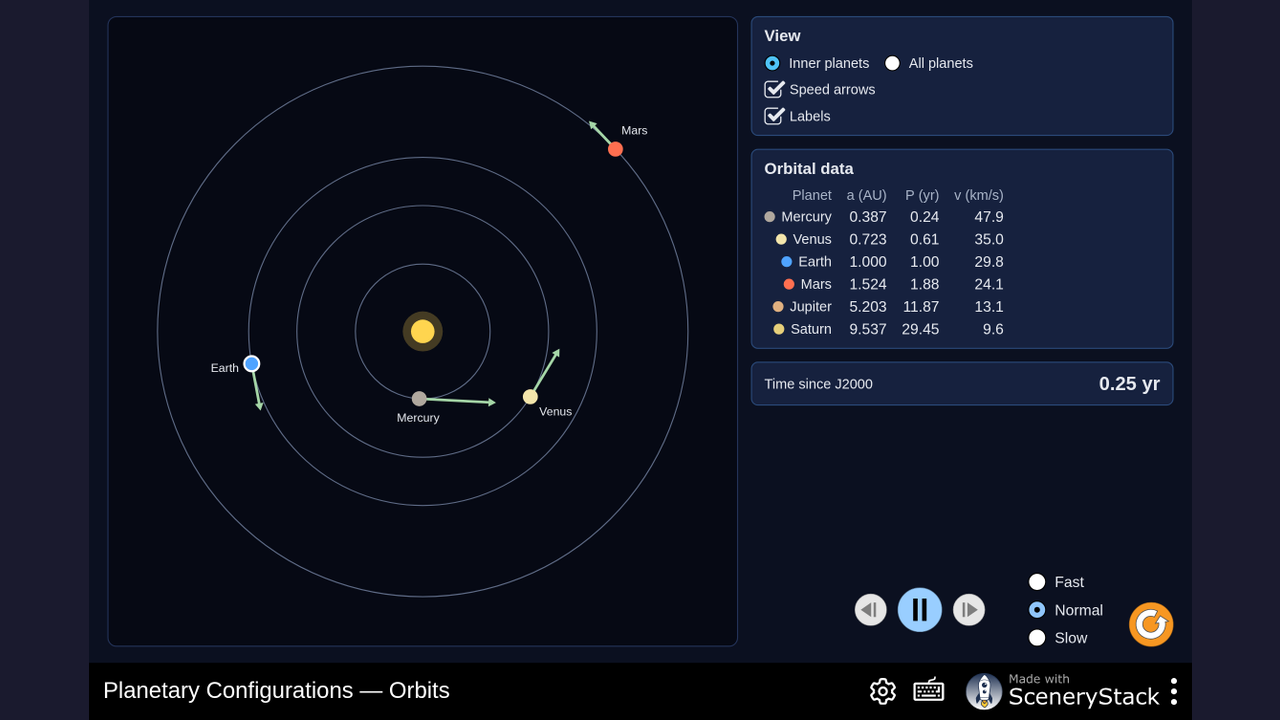 Mars
Earth
Mercury
Venus
View
Inner planets All planets
Speed arrows
Labels
Orbital data
Planet a (AU) P (yr) v (km/s)
Mercury 0.387 0.24 47.9
Venus 0.723 0.61 35.0
Earth 1.000 1.00 29.8
Mars 1.524 1.88 24.1
Jupiter 5.203 11.87 13.1
Saturn 9.537 29.45 9.6
Time since J2000 0.25 yr
Fast
Normal
Slow
Planetary Configurations — Orbits
Made with
SceneryStack